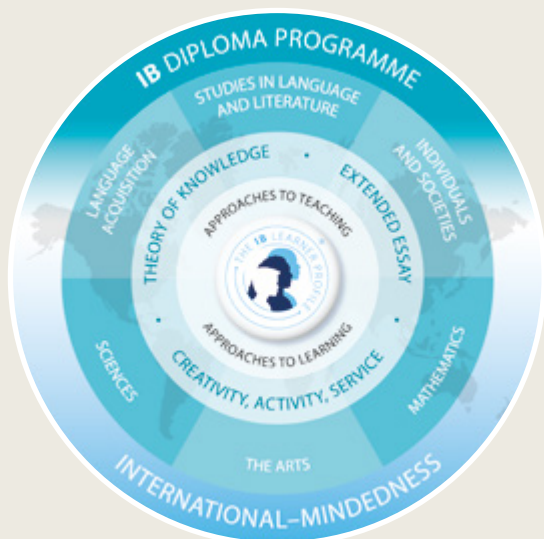 IB DIPLOMA PROGRAMME
STUDIES IN LANGUAGE
AND LITERATURE
LANGUAGE
ACQUISITION
INDIVIDUALS
AND SOCIETIES
THEORY OF KNOWLEDGE
•
EXTENDED ESSAY
•
APPROACHES TO TEACHING
THE IB LEARNER PROFILE
APPROACHES TO LEARNING
•
CREATIVITY, ACTIVITY, SERVICE
SCIENCES
MATHEMATICS
THE ARTS
INTERNATIONAL–MINDEDNESS